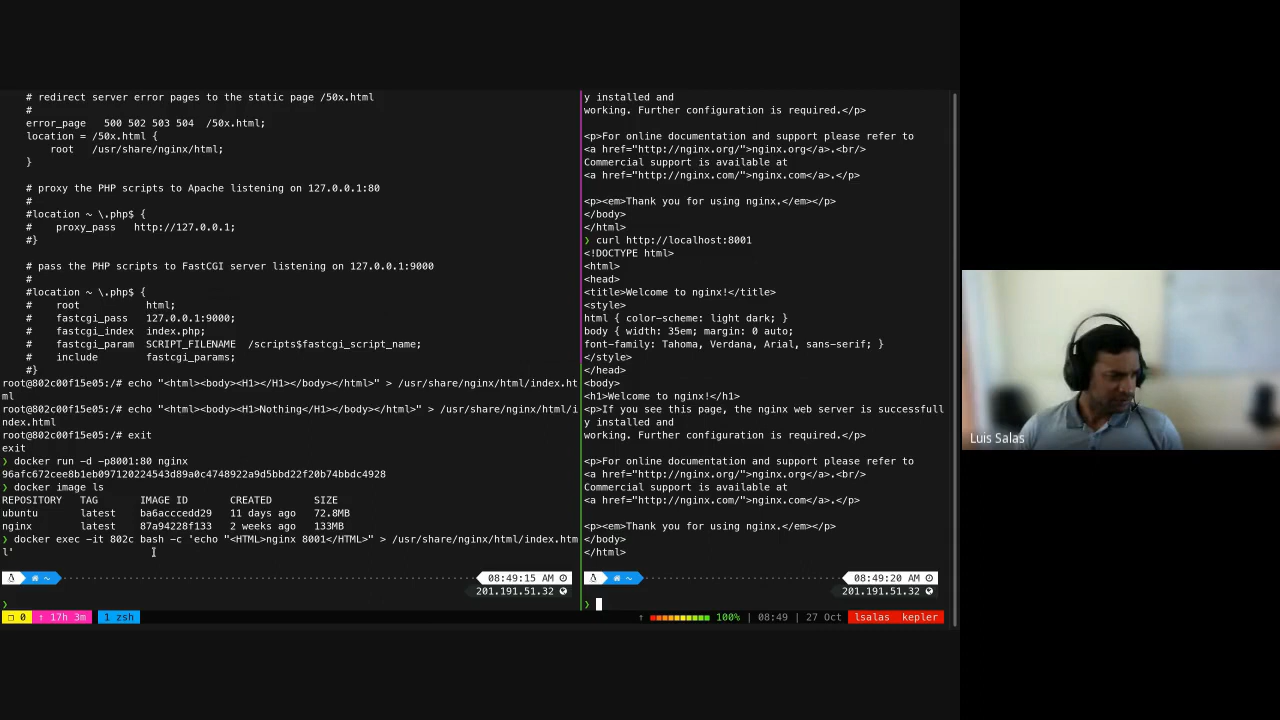 # redirect server error pages to the static page /50x.html
#
error_page   500 502 503 504  /50x.html;
location = /50x.html {
root   /usr/share/nginx/html;
}
# proxy the PHP scripts to Apache listening on 127.0.0.1:80
#
#location ~ \.php$ {
#    proxy_pass   http://127.0.0.1;
#}
# pass the PHP scripts to FastCGI server listening on 127.0.0.1:9000
#
#location ~ \.php$ {
#    root           html;
#    fastcgi_pass   127.0.0.1:9000;
#    fastcgi_index  index.php;
#    fastcgi_param  SCRIPT_FILENAME  /scripts$fastcgi_script_name;
#    include        fastcgi_params;
#}
root@802c00f15e05:/# echo "<html><body><H1></H1></body></html>" > /usr/share/nginx/html/index.ht
ml
root@802c00f15e05:/# echo "<html><body><H1>Nothing</H1></body></html>" > /usr/share/nginx/html/i
ndex.html
root@802c00f15e05:/# exit
exit
❯ docker run -d -p8001:80 nginx
96afc672cee8b1eb097120224543d89a0c4748922a9d5bbd22f20b74bbdc4928
❯ docker image ls
REPOSITORY   TAG       IMAGE ID       CREATED       SIZE
ubuntu       latest    ba6acccedd29   11 days ago   72.8MB
nginx        latest    87a94228f133   2 weeks ago   133MB
❯ docker exec -it 802c bash -c 'echo "<HTML>nginx 8001</HTML>" > /usr/share/nginx/html/index.htm
l'
~
08:49:15 AM
201.191.51.32
❯
y installed and
working. Further configuration is required.</p>
<p>For online documentation and support please refer to
<a href="http://nginx.org/">nginx.org</a>.<br/>
Commercial support is available at
<a href="http://nginx.com/">nginx.com</a>.</p>
<p><em>Thank you for using nginx.</em></p>
</body>
</html>
❯ curl http://localhost:8001
<!DOCTYPE html>
<html>
<head>
<title>Welcome to nginx!</title>
<style>
html { color-scheme: light dark; }
body { width: 35em; margin: 0 auto;
font-family: Tahoma, Verdana, Arial, sans-serif; }
</style>
</head>
<body>
<h1>Welcome to nginx!</h1>
<p>If you see this page, the nginx web server is successfull
y installed and
working. Further configuration is required.</p>
<p>For online documentation and support please refer to
<a href="http://nginx.org/">nginx.org</a>.<br/>
Commercial support is available at
<a href="http://nginx.com/">nginx.com</a>.</p>
<p><em>Thank you for using nginx.</em></p>
</body>
</html>
~
08:49:20 AM
201.191.51.32
❯
0 ↑ 17h 3m 1 zsh
↑ 100% | 08:49 | 27 Oct lsalas kepler
Luis Salas